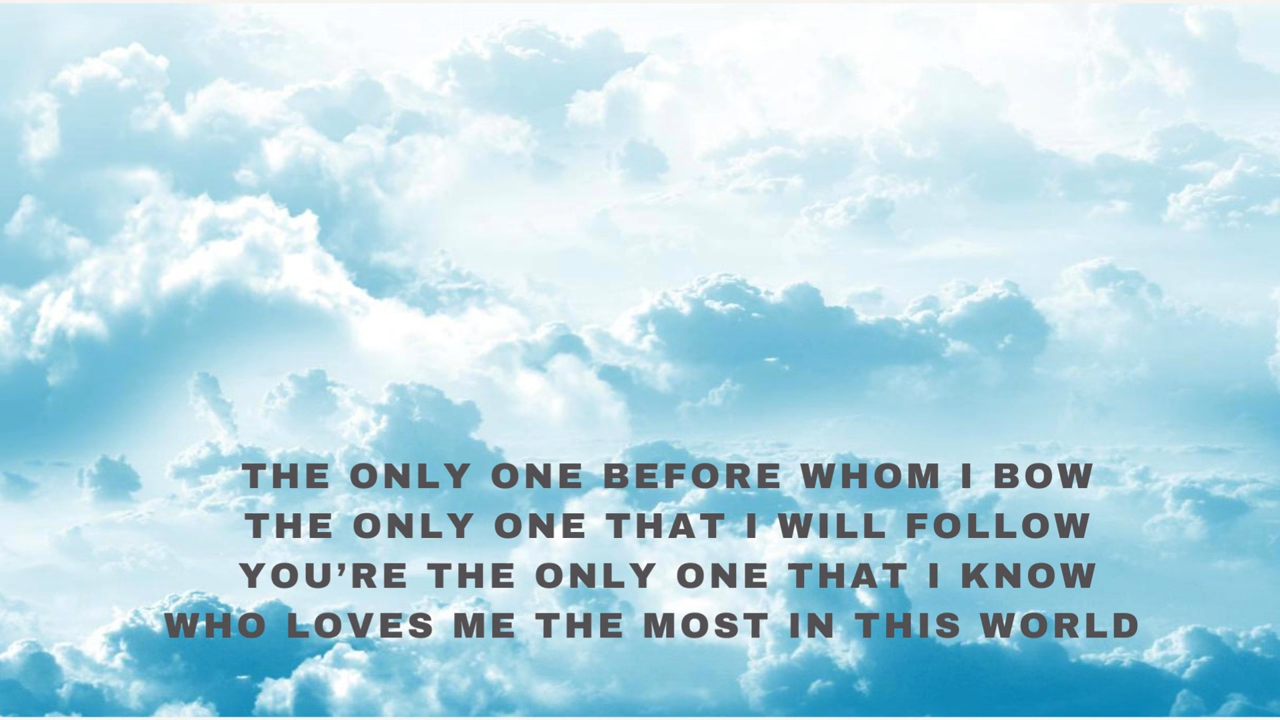 THE ONLY ONE BEFORE WHOM I BOW
THE ONLY ONE THAT I WILL FOLLOW
YOU’RE THE ONLY ONE THAT I KNOW
WHO LOVES ME THE MOST IN THIS WORLD